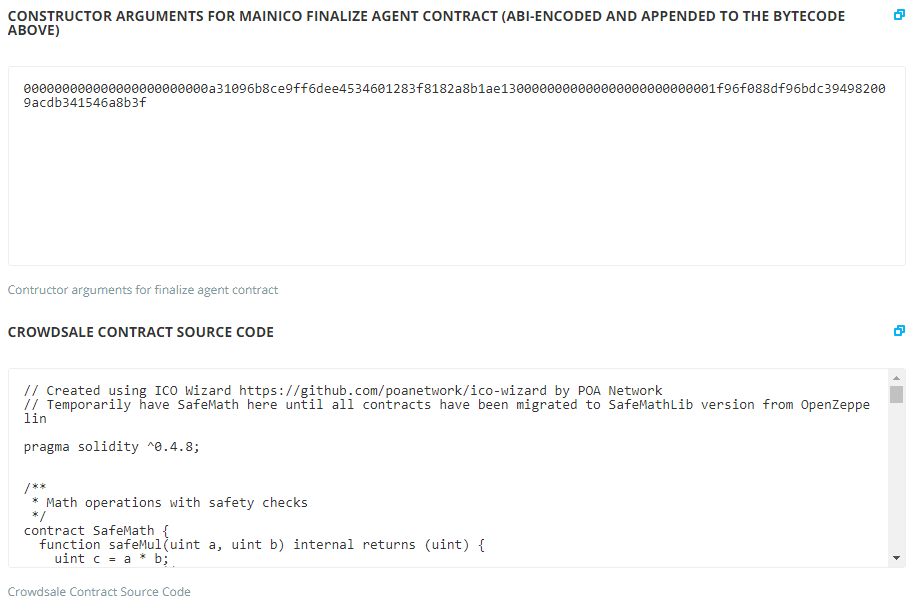 CONSTRUCTOR ARGUMENTS FOR MAINICO FINALIZE AGENT CONTRACT (ABI-ENCODED AND APPENDED TO THE BYTECODE
ABOVE)
000000000000000000000000a31096b8ce9ff6dee4534601283f8182a8b1ae130000000000000000000000001f96f088df96bdc39498200
9acdb341546a8b3f
Contructor arguments for finalize agent contract
CROWDSALE CONTRACT SOURCE CODE
// Created using ICO Wizard https://github.com/poanetwork/ico-wizard by POA Network
// Temporarily have SafeMath here until all contracts have been migrated to SafeMathLib version from OpenZeppe
lin
pragma solidity ^0.4.8;
/**
 * Math operations with safety checks
 */
contract SafeMath {
  function safeMul(uint a, uint b) internal returns (uint) {
    uint c = a * b;
Crowdsale Contract Source Code